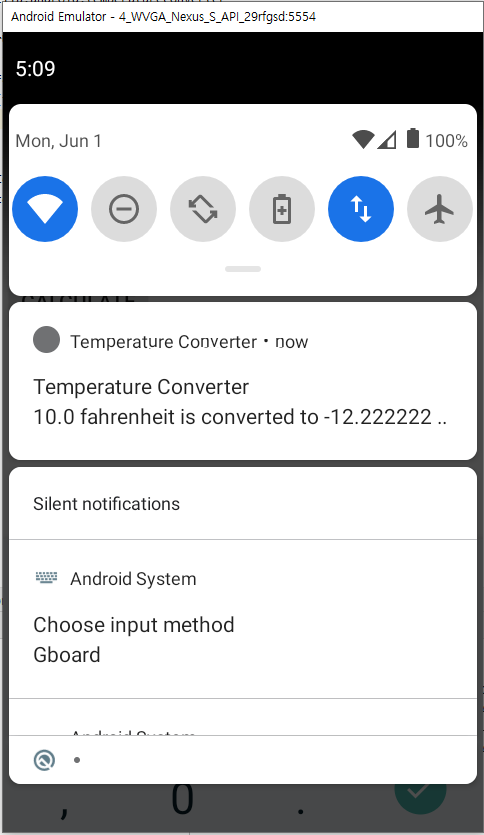 Android Emulator - 4_WVGA_Nexus_S_API_29rfgsd:5554
5:09
Mon, Jun 1
100%
CALCULATE
Temperature Converter • now
Temperature Converter
10.0 fahrenheit is converted to -12.222222 ..
Silent notifications
Android System
Choose input method
Gboard
Android System
, 0 .